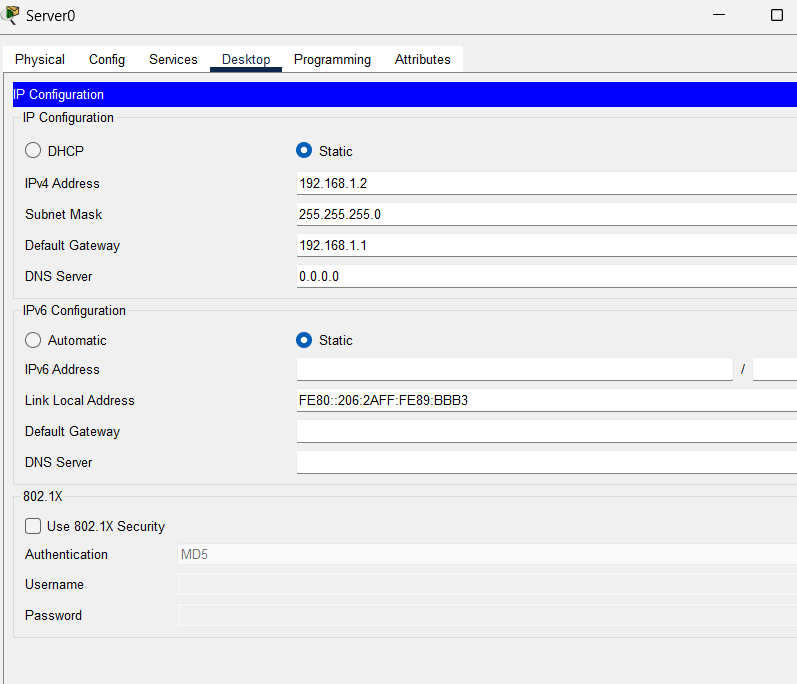 Server0
Physical Config Services Desktop Programming Attributes
IP Configuration
IP Configuration
DHCP Static
IPv4 Address 192.168.1.2
Subnet Mask 255.255.255.0
Default Gateway 192.168.1.1
DNS Server 0.0.0.0
IPv6 Configuration
Automatic Static
IPv6 Address /
Link Local Address FE80::206:2AFF:FE89:BBB3
Default Gateway
DNS Server
802.1X
Use 802.1X Security
Authentication MD5
Username
Password